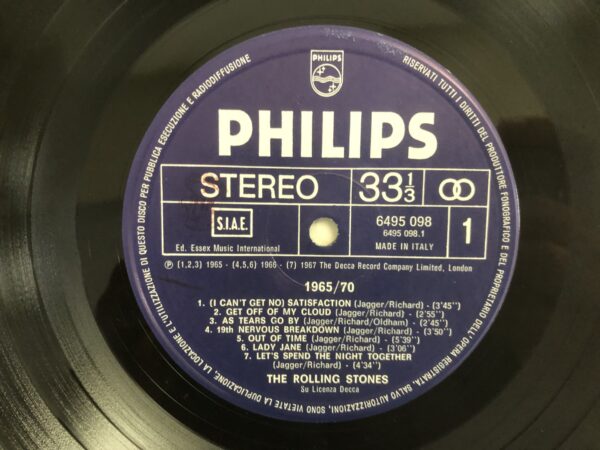 PHILIPS
PHILIPS
STEREO
33 1/3
S.I.A.E.
6495 098
6495 098.1
MADE IN ITALY
1
Ed. Essex Music International
℗ (1,2,3) 1965 - (4,5,6) 1966 - (7) 1967 The Decca Record Company Limited, London
1965/70
1. (I CAN'T GET NO) SATISFACTION (Jagger/Richard) - (3'45'')
2. GET OFF OF MY CLOUD (Jagger/Richard) - (2'55'')
3. AS TEARS GO BY (Jagger/Richard/Oldham) - (2'45'')
4. 19th NERVOUS BREAKDOWN (Jagger/Richard) - (3'50'')
5. OUT OF TIME (Jagger/Richard) - (5'39'')
6. LADY JANE (Jagger/Richard) - (3'06'')
7. LET'S SPEND THE NIGHT TOGETHER
(Jagger/Richard) - (4'34'')
THE ROLLING STONES
Su Licenza Decca
RISERVATI TUTTI I DIRITTI DEL PRODUTTORE FONOGRAFICO E DEL PROPRIETARIO DELL'OPERA REGISTRATA. SALVO AUTORIZZAZIONI, SONO VIETATE LA DUPLICAZIONE, LA LOCAZIONE E L'UTILIZZAZIONE DI QUESTO DISCO PER PUBBLICA ESECUZIONE E RADIODIFFUSIONE